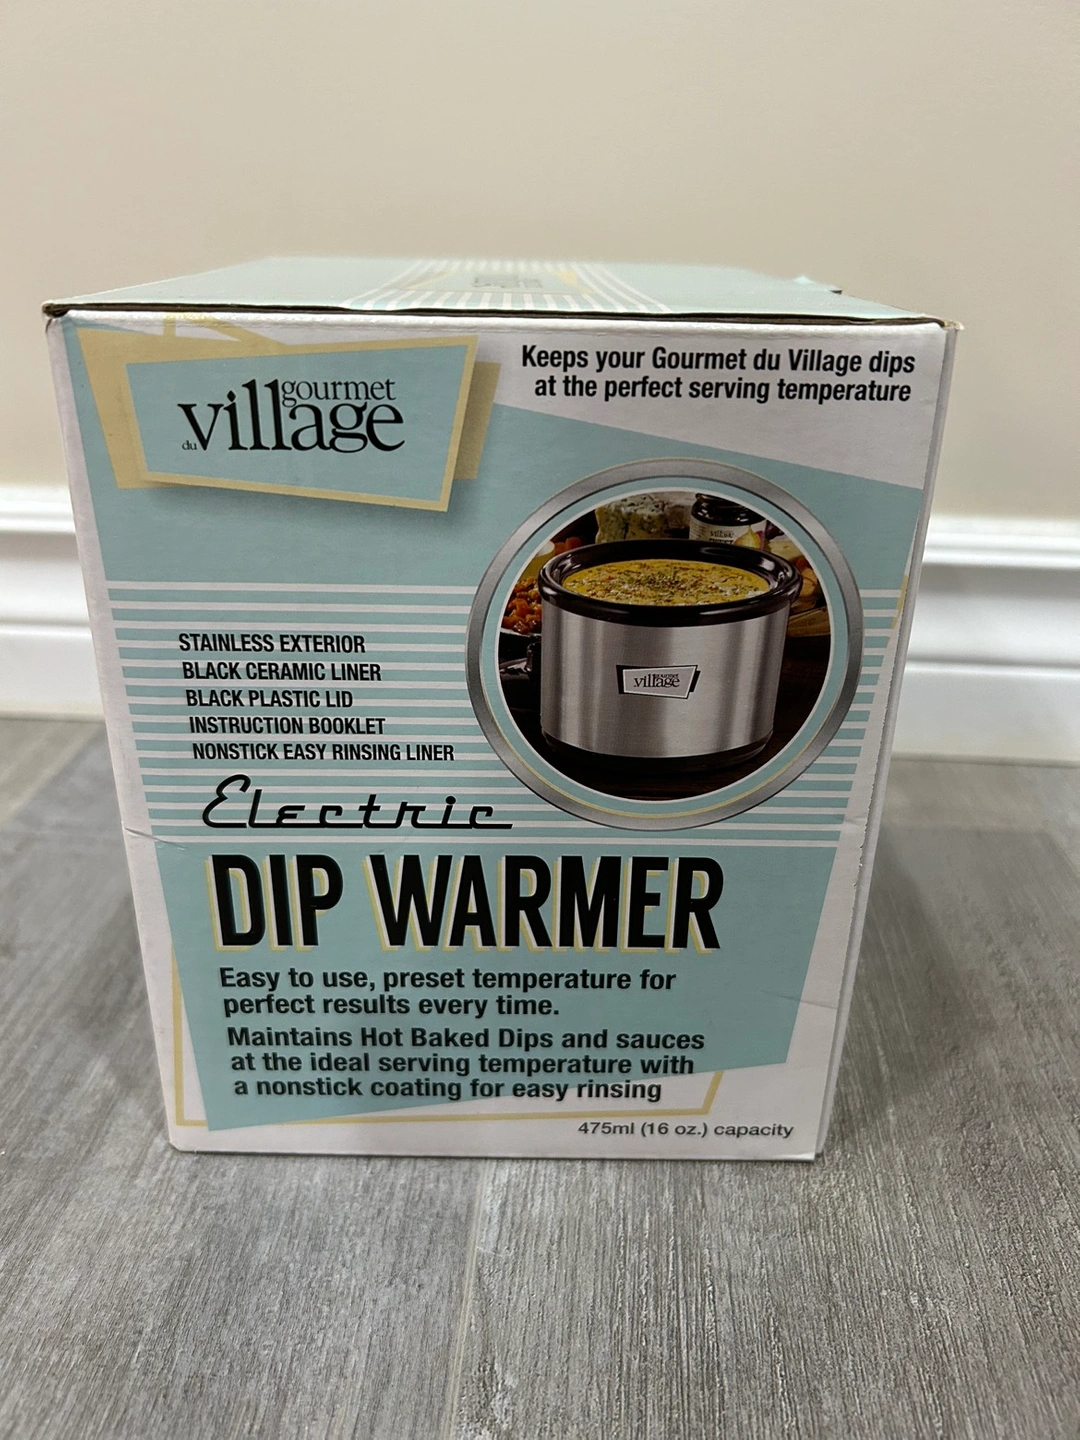 Keeps your Gourmet du Village dips
at the perfect serving temperature
gourmet
du village
village
gourmet
village
STAINLESS EXTERIOR
BLACK CERAMIC LINER
BLACK PLASTIC LID
INSTRUCTION BOOKLET
NONSTICK EASY RINSING LINER
Electric
DIP WARMER
Easy to use, preset temperature for
perfect results every time.
Maintains Hot Baked Dips and sauces
at the ideal serving temperature with
a nonstick coating for easy rinsing
475ml (16 oz.) capacity